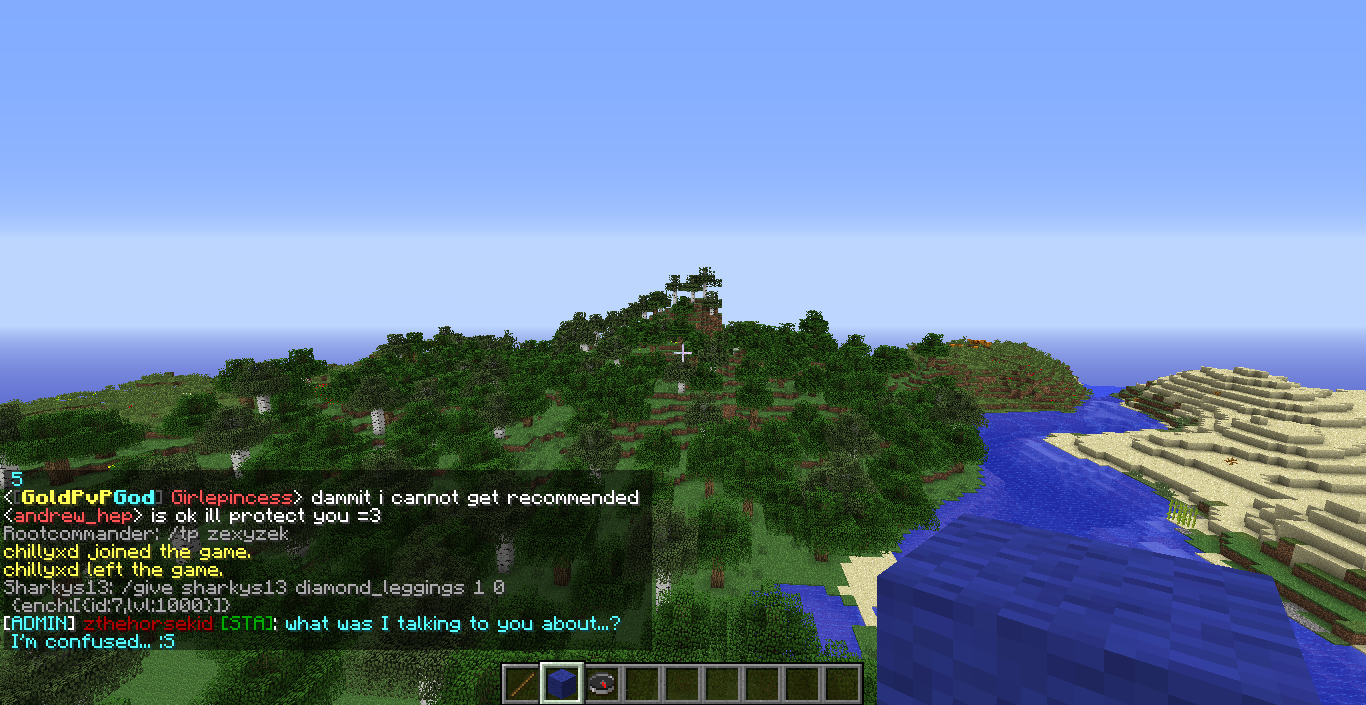 5
<[GoldPvPGod] Girlepincess> dammit i cannot get recommended
<andrew_hep> is ok ill protect you =3
Rootcommander: /tp zexyzek
chillyxd joined the game.
chillyxd left the game.
Sharkys13: /give sharkys13 diamond_leggings 1 0
{ench:[{id:7,lvl:1000}]}
[ADMIN] zthehorsekid [STA]: what was I talking to you about...?
I'm confused... :S